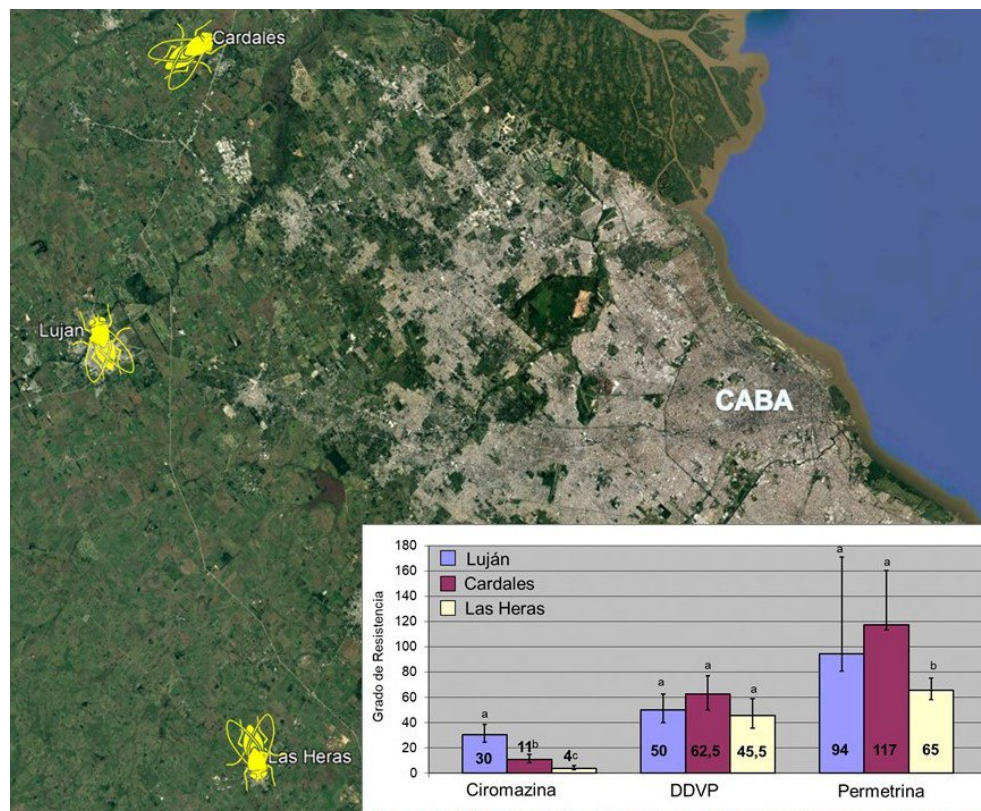 Cardales
Lujan
CABA
Las Heras
Grado de Resistencia
180
160
140
120
100
80
60
40
20
0
Luján
Cardales
Las Heras
a
30
11b
4c
a
50
a
62,5
a
45,5
a
94
a
117
b
65
Ciromazina
DDVP
Permetrina